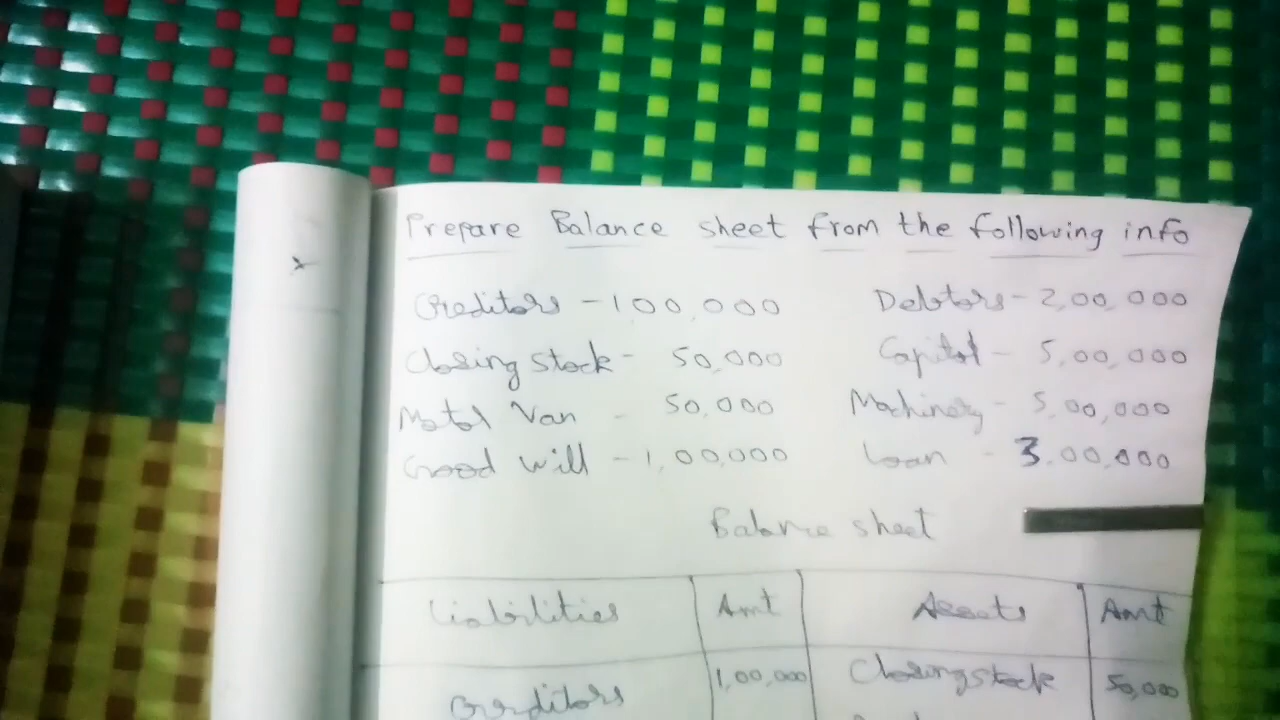 Prepare Balance sheet from the following info
Creditors - 100,000 Debtors - 2,00,000
Closing stock - 50,000 Capital - 5,00,000
Motor Van - 50,000 Machinery - 5,00,000
Good will - 1,00,000 Loan - 3,00,000
Balance sheet
Liabilities Amt Assets Amt
Creditors 1,00,000 Closing stock 50,000